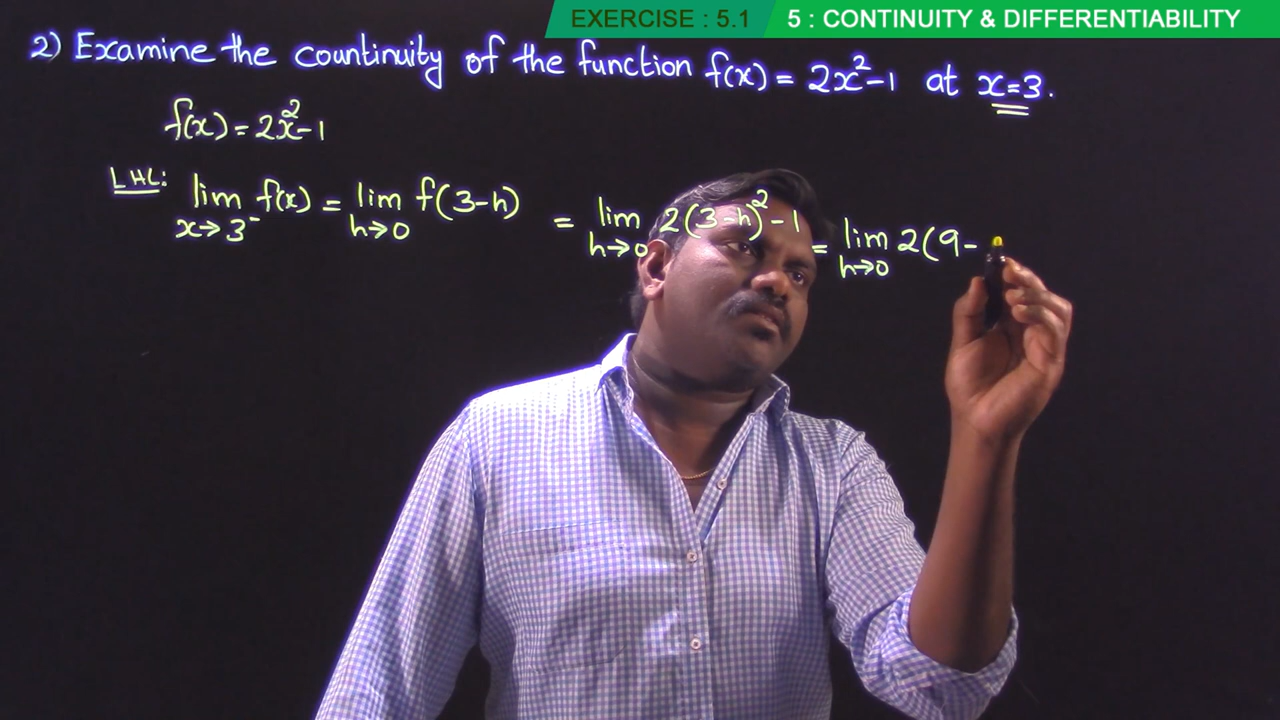 EXERCISE : 5.1 5 : CONTINUITY & DIFFERENTIABILITY
2) Examine the countinuity of the function f(x) = 2x²-1 at x=3.
f(x) = 2x²-1
LHL: lim x→3⁻ f(x) = lim h→0 f(3-h) = lim h→0 2(3-h)²-1 = lim h→0 2(9-